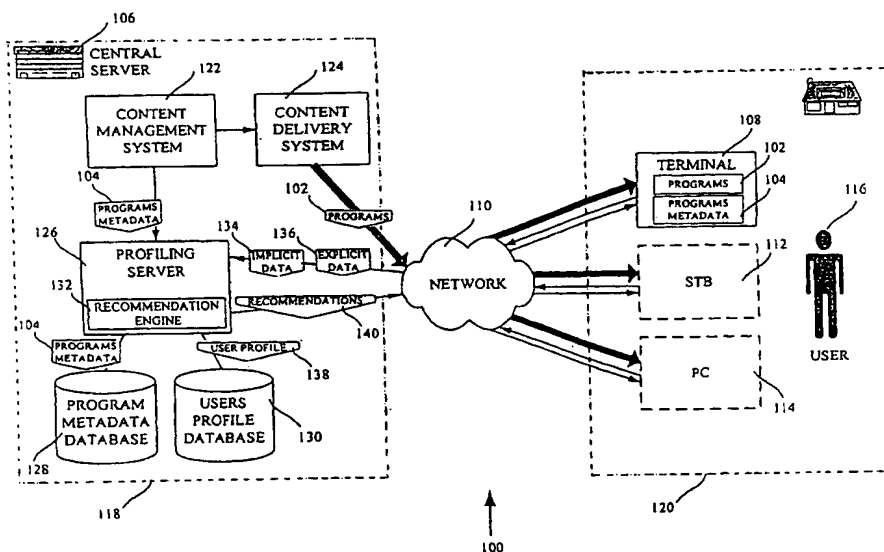 106
CENTRAL
SERVER
122
124
CONTENT
MANAGEMENT
SYSTEM
CONTENT
DELIVERY
SYSTEM
104
PROGRAMS
METADATA
102
PROGRAMS
126
PROFILING
SERVER
134
136
IMPLICIT
DATA
EXPLICIT
DATA
132
RECOMMENDATION
ENGINE
RECOMMENDATIONS
140
104
PROGRAMS
METADATA
USER PROFILE
138
PROGRAM
METADATA
DATABASE
128
USERS
PROFILE
DATABASE
130
118
110
NETWORK
100
108
TERMINAL
102
PROGRAMS
104
PROGRAMS
METADATA
116
112
STB
USER
PC
114
120